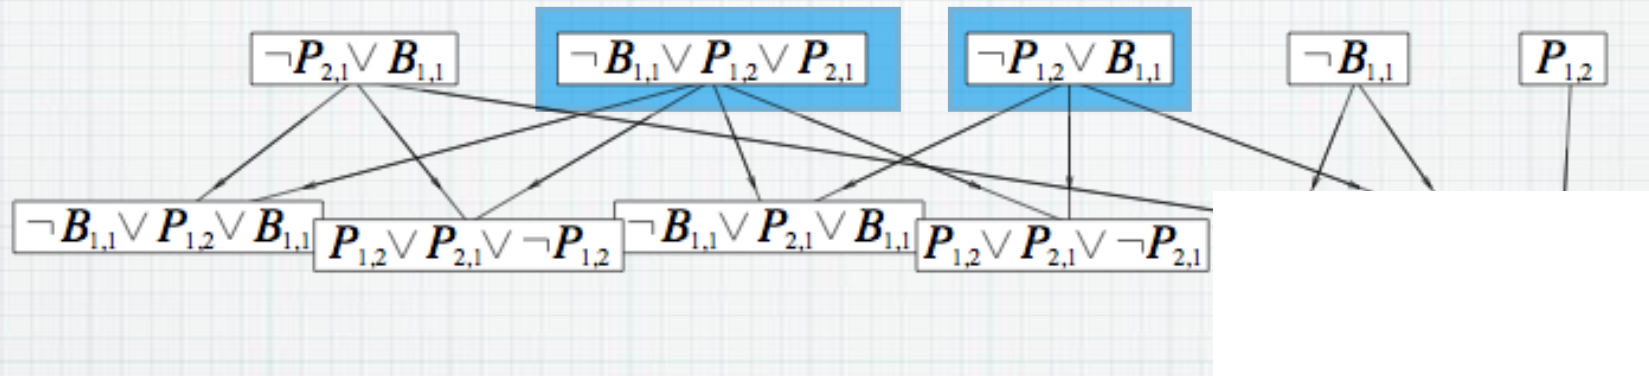 ¬P2,1∨ B1,1
¬B1,1∨ P1,2∨ P2,1
¬P1,2∨ B1,1
¬B1,1
P1,2
¬B1,1∨ P1,2∨ B1,1
P1,2∨ P2,1∨ ¬P1,2
¬B1,1∨ P2,1∨ B1,1
P1,2∨ P2,1∨ ¬P2,1